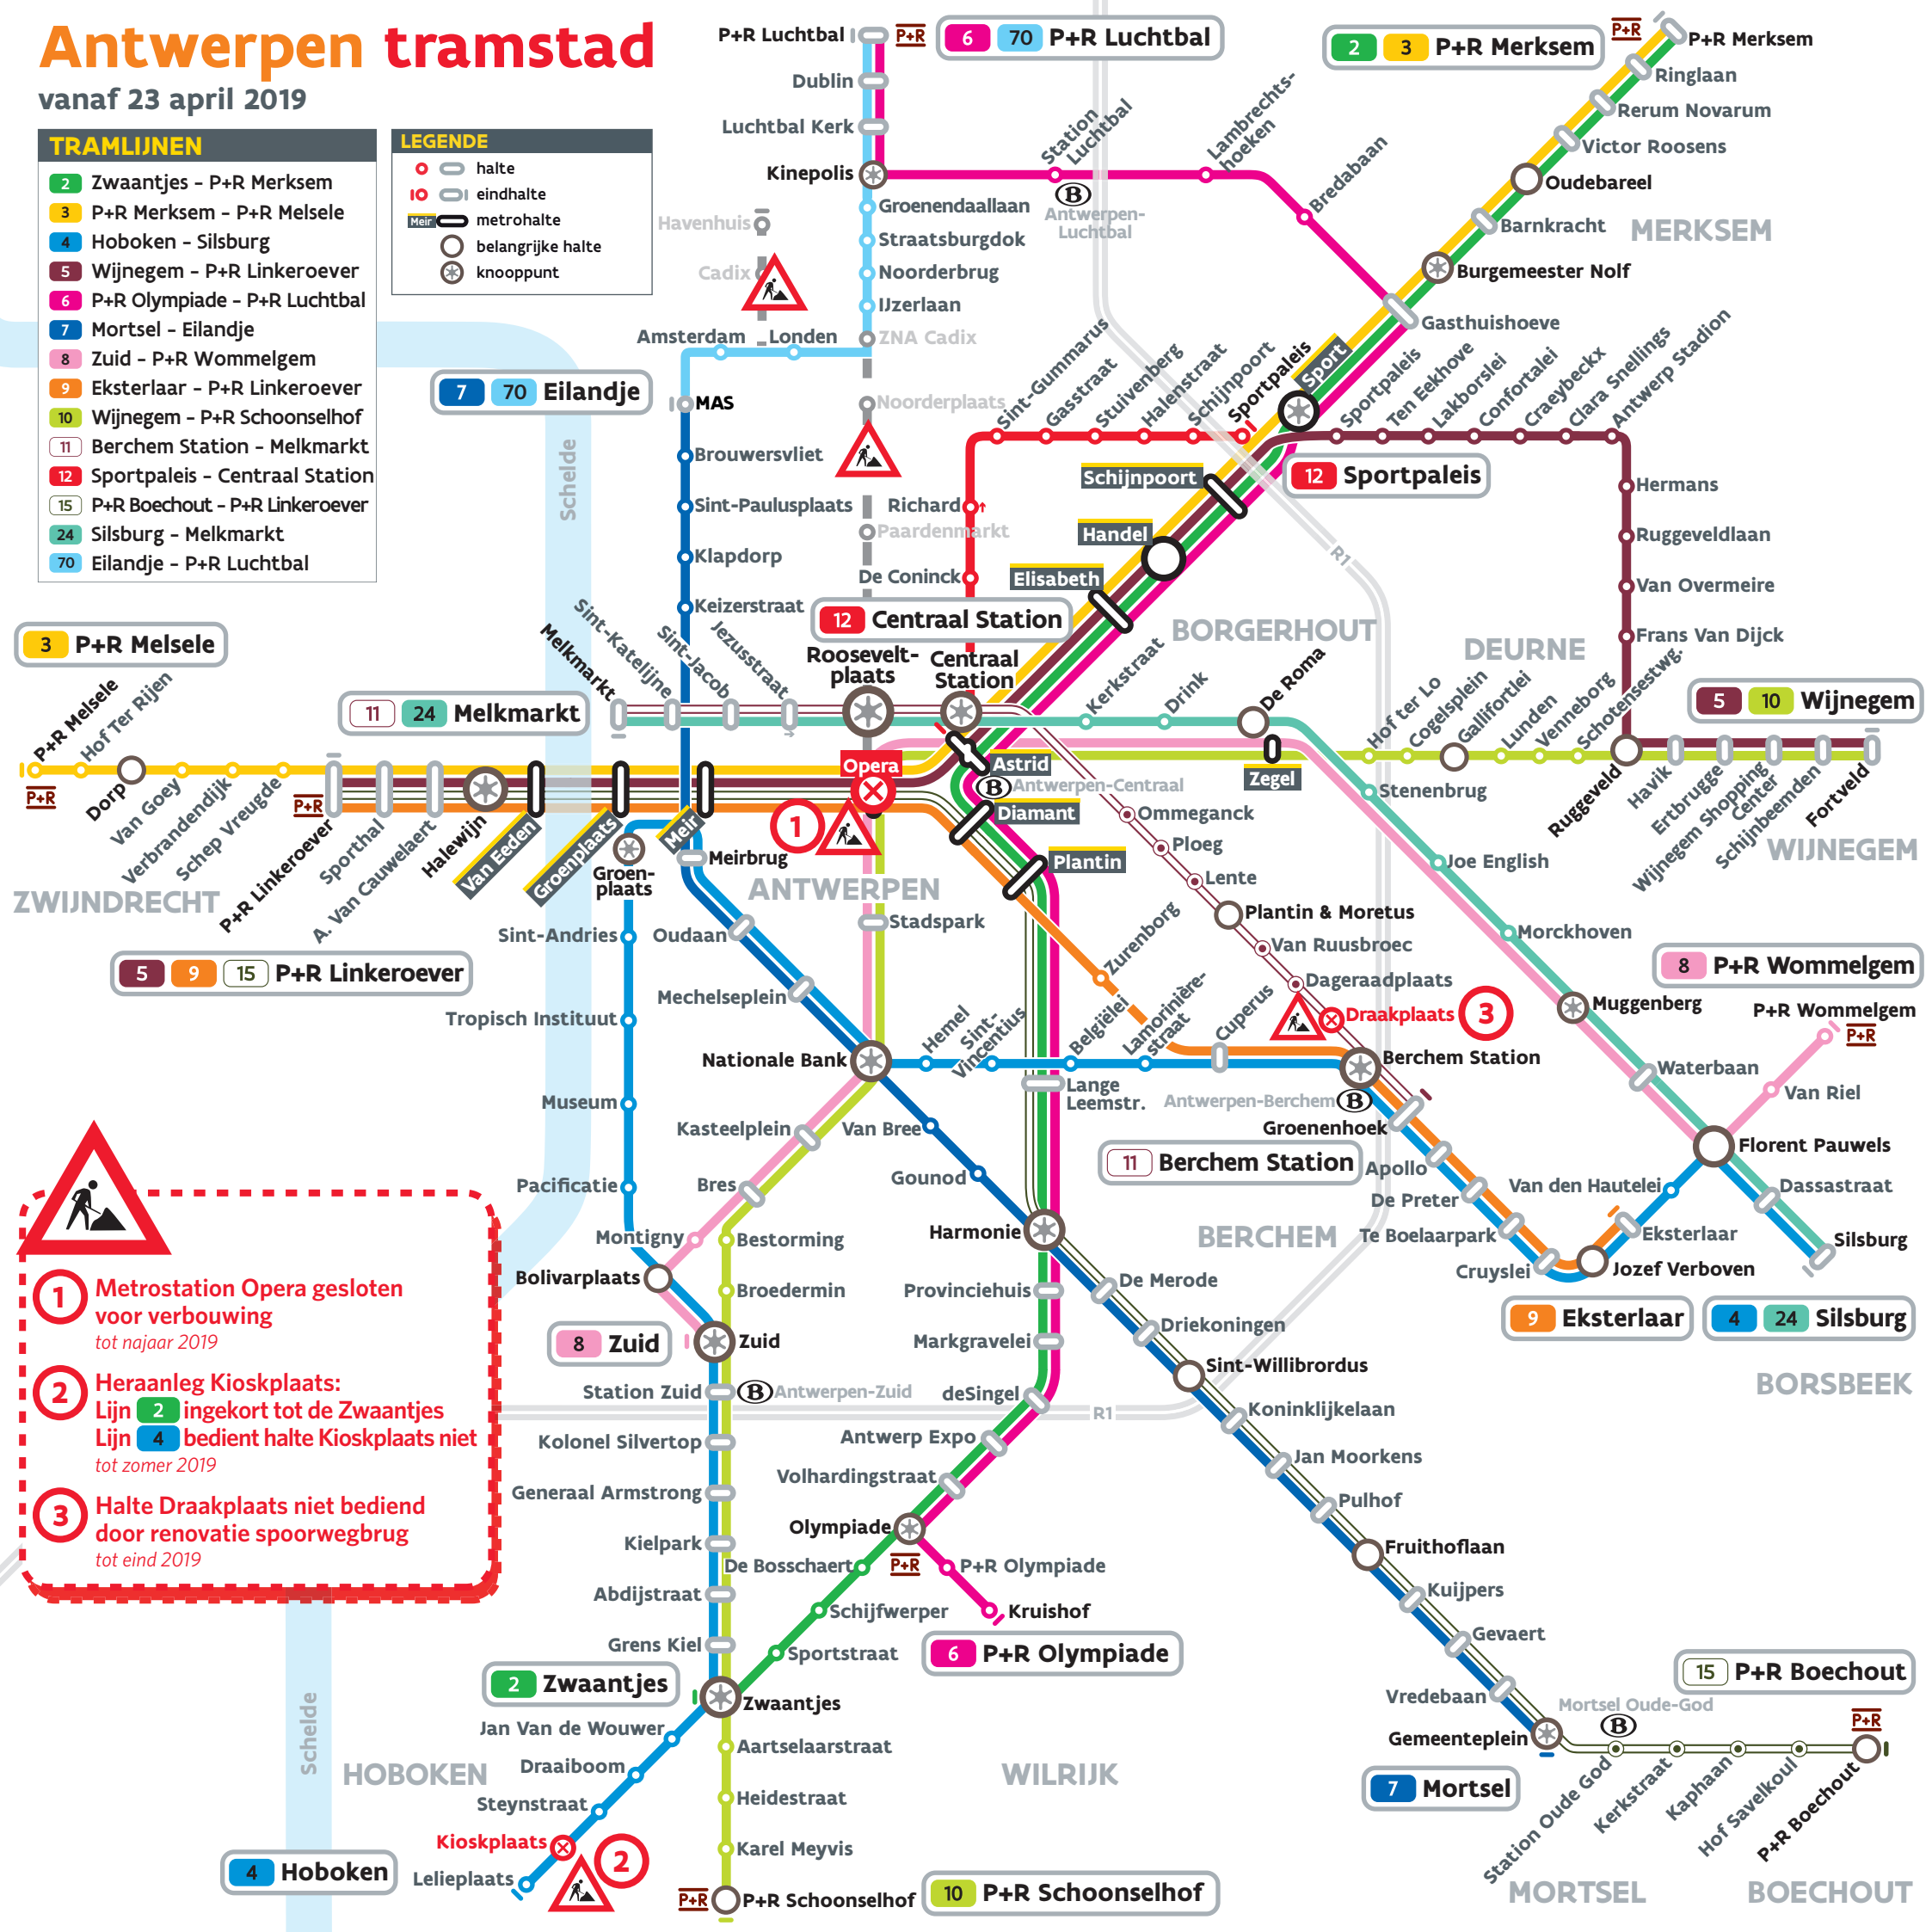 Antwerpen tramstad
vanaf 23 april 2019
TRAMLIJNEN
2 Zwaantjes - P+R Merksem
3 P+R Merksem - P+R Melsele
4 Hoboken - Silsburg
5 Wijnegem - P+R Linkeroever
6 P+R Olympiade - P+R Luchtbal
7 Mortsel - Eilandje
8 Zuid - P+R Wommelgem
9 Eksterlaar - P+R Linkeroever
10 Wijnegem - P+R Schoonselhof
11 Berchem Station - Melkmarkt
12 Sportpaleis - Centraal Station
15 P+R Boechout - P+R Linkeroever
24 Silsburg - Melkmarkt
70 Eilandje - P+R Luchtbal
LEGENDE
halte
eindhalte
Meir metrohalte
belangrijke halte
knooppunt
P+R Luchtbal
P+R
6 70 P+R Luchtbal
Dublin
Luchtbal Kerk
Kinepolis
Station
Luchtbal
B
Antwerpen-
Luchtbal
Lambrechts-
hoeken
Bredabaan
2 3 P+R Merksem
P+R
P+R Merksem
Ringlaan
Rerum Novarum
Victor Roosens
Oudebareel
Barnkracht
MERKSEM
Burgemeester Nolf
Gasthuishoeve
Havenhuis
Cadix
Groenendaallaan
Straatsburgdok
Noorderbrug
IJzerlaan
ZNA Cadix
Amsterdam
Londen
7 70 Eilandje
MAS
Noorderplaats
Brouwersvliet
Sint-Paulusplaats
Klapdorp
Keizerstraat
Paardenmarkt
Schelde
Sint-Gummarus
Gasstraat
Stuivenberg
Halenstraat
Schijnpoort
Sportpaleis
Sport
Sportpaleis
Ten Eekhove
Lakborslei
Confortalei
Craeybeckx
Clara Snellings
Antwerp Stadion
12 Sportpaleis
Schijnpoort
Richard
Handel
De Coninck
Elisabeth
R1
Hermans
Ruggeveldlaan
Van Overmeire
Frans Van Dijck
12 Centraal Station
Roosevelt-
plaats
Centraal
Station
BORGERHOUT
DEURNE
3 P+R Melsele
P+R Melsele
Hof Ter Rijen
P+R
Dorp
Van Goey
Verbrandendijk
Schep Vreugde
P+R
P+R Linkeroever
Sporthal
A. Van Cauwelaert
Halewijn
Van Eeden
Groenplaats
Meir
11 24 Melkmarkt
Melkmarkt
Sint-Katelijne
Sint-Jacob
Jezusstraat
Opera
1
Astrid
B Antwerpen-Centraal
Diamant
Plantin
Kerkstraat
Drink
De Roma
Zegel
Hof ter Lo
Cogelsplein
Gallifortlei
Lunden
Venneborg
Schotensestwg.
5 10 Wijnegem
Ruggeveld
Havik
Ertbrugge
Wijnegem Shopping
Center
Schijnbeemden
Fortveld
WIJNEGEM
Stenenbrug
Joe English
Morckhoven
Muggenberg
Waterbaan
8 P+R Wommelgem
P+R Wommelgem
P+R
Van Riel
Florent Pauwels
Dassastraat
Silsburg
ZWIJNDRECHT
5 9 15 P+R Linkeroever
Groen-
plaats
Meirbrug
ANTWERPEN
Stadspark
Sint-Andries
Oudaan
Mechelseplein
Tropisch Instituut
Nationale Bank
Museum
Pacificatie
Ommeganck
Ploeg
Lente
Plantin & Moretus
Van Ruusbroec
Dageraadplaats
Draakplaats
3
Zurenborg
Hemel
Sint-
Vincentius
Belgiëlei
Lamorinière-
straat
Cuperus
Berchem Station
Lange
Leemstr.
Antwerpen-Berchem B
Groenenhoek
11 Berchem Station
Apollo
De Preter
Te Boelaarpark
Cruyslei
Jozef Verboven
Eksterlaar
Van den Hautelei
9 Eksterlaar
4 24 Silsburg
BERCHEM
BORSBEEK
Kasteelplein
Van Bree
Bres
Gounod
Montigny
Bestorming
Harmonie
Bolivarplaats
Broedermin
Provinciehuis
Markgravelei
8 Zuid
Zuid
Station Zuid
B Antwerpen-Zuid
deSingel
R1
De Merode
Driekoningen
Sint-Willibrordus
Koninklijkelaan
Jan Moorkens
Pulhof
Fruithoflaan
Kuijpers
Gevaert
Vredebaan
Gemeenteplein
Kolonel Silvertop
Generaal Armstrong
Kielpark
Abdijstraat
Grens Kiel
Antwerp Expo
Volhardingstraat
Olympiade
P+R
De Bosschaert
P+R Olympiade
Schijfwerper
Kruishof
Sportstraat
6 P+R Olympiade
2 Zwaantjes
Zwaantjes
Jan Van de Wouwer
Draaiboom
Steynstraat
Kioskplaats
2
Lelieplaats
4 Hoboken
HOBOKEN
Schelde
Aartselaarstraat
Heidestraat
Karel Meyvis
P+R
P+R Schoonselhof
10 P+R Schoonselhof
WILRIJK
15 P+R Boechout
Mortsel Oude-God
B
P+R
7 Mortsel
Station Oude God
Kerkstraat
Kaphaan
Hof Savelkoul
P+R Boechout
MORTSEL
BOECHOUT
1 Metrostation Opera gesloten
voor verbouwing
tot najaar 2019
2 Heraanleg Kioskplaats:
Lijn 2 ingekort tot de Zwaantjes
Lijn 4 bedient halte Kioskplaats niet
tot zomer 2019
3 Halte Draakplaats niet bediend
door renovatie spoorwegbrug
tot eind 2019